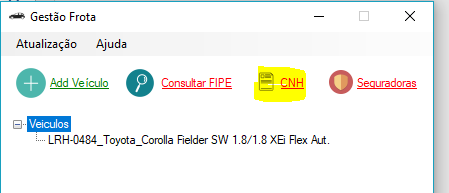 Gestão Frota
Atualização Ajuda
Add Veiculo Consultar FIPE CNH Seguradoras
Veiculos
LRH-0484_Toyota_Corolla Fielder SW 1.8/1.8 XEi Flex Aut.